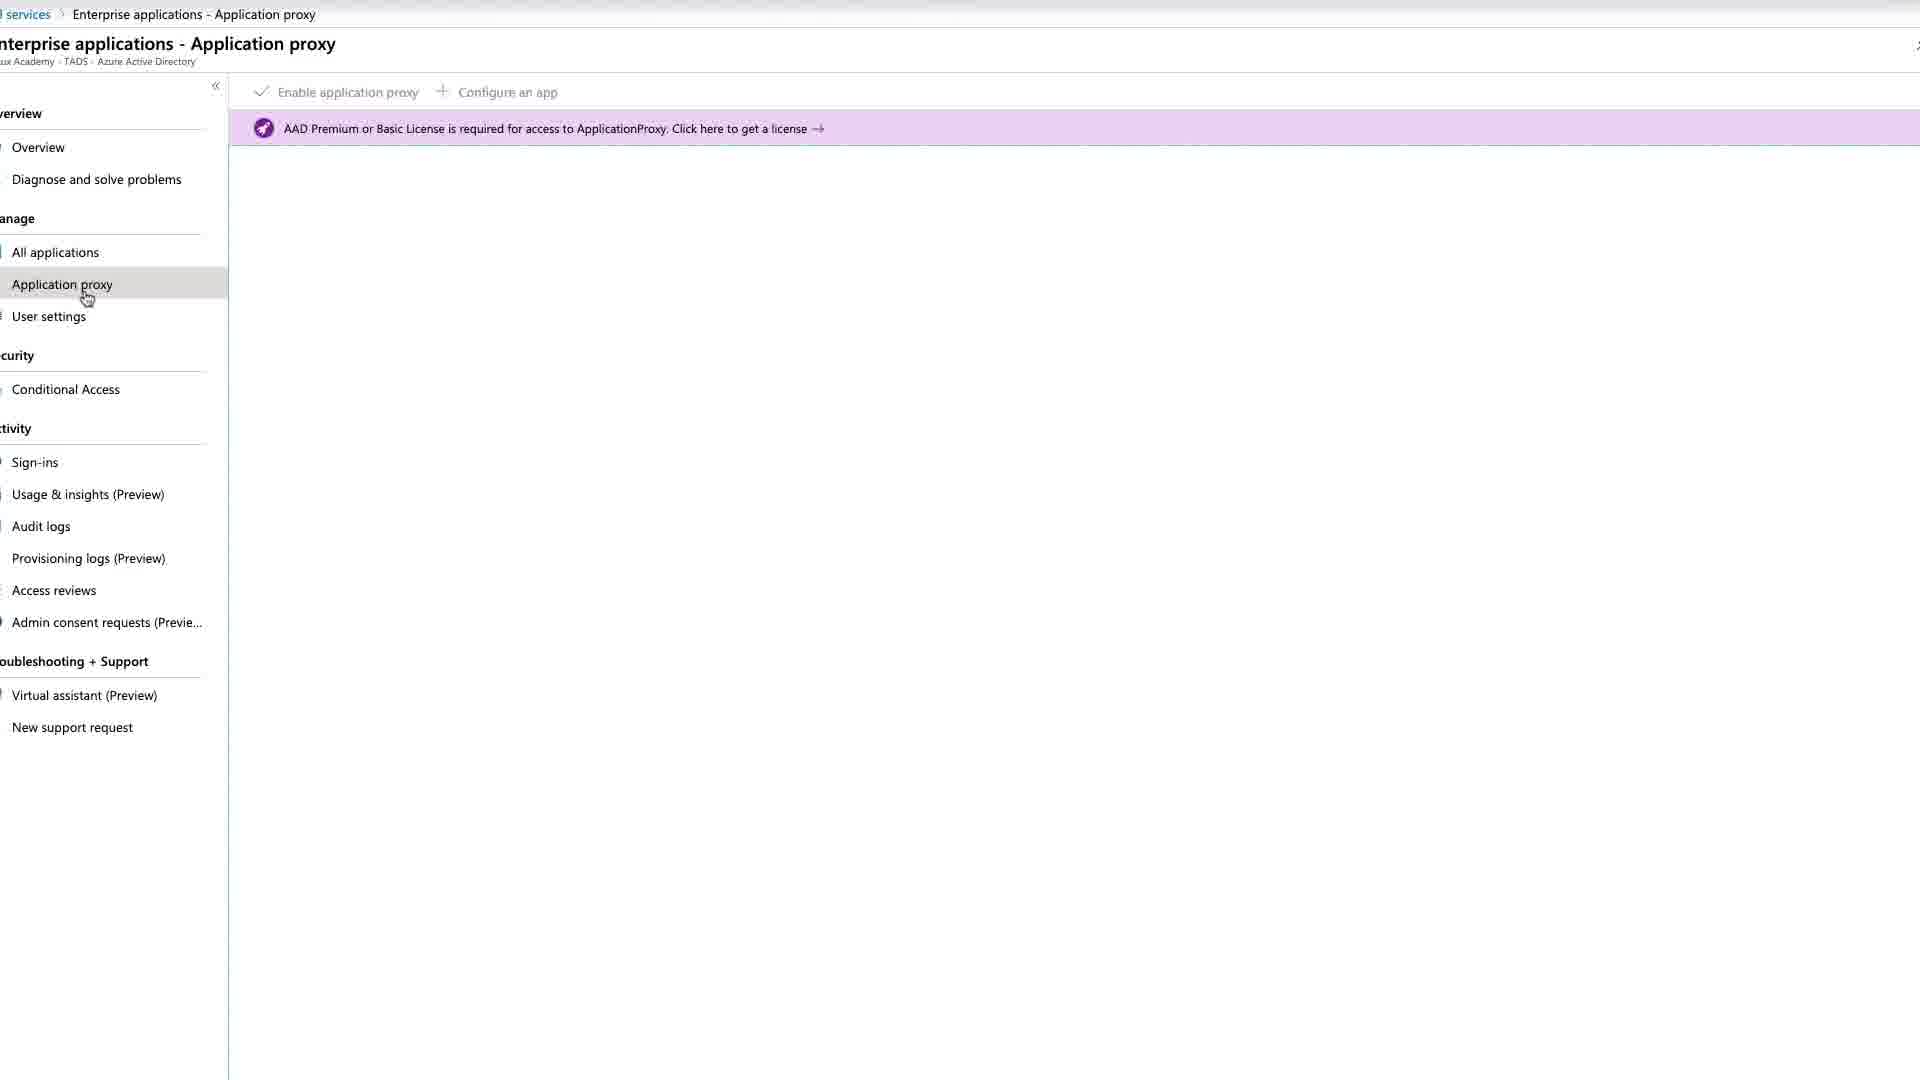 services > Enterprise applications - Application proxy
nterprise applications - Application proxy
ux Academy - TADS - Azure Active Directory
«
Enable application proxy + Configure an app
AAD Premium or Basic License is required for access to ApplicationProxy. Click here to get a license →
verview
Overview
Diagnose and solve problems
anage
All applications
Application proxy
User settings
curity
Conditional Access
tivity
Sign-ins
Usage & insights (Preview)
Audit logs
Provisioning logs (Preview)
Access reviews
Admin consent requests (Previe...
oubleshooting + Support
Virtual assistant (Preview)
New support request